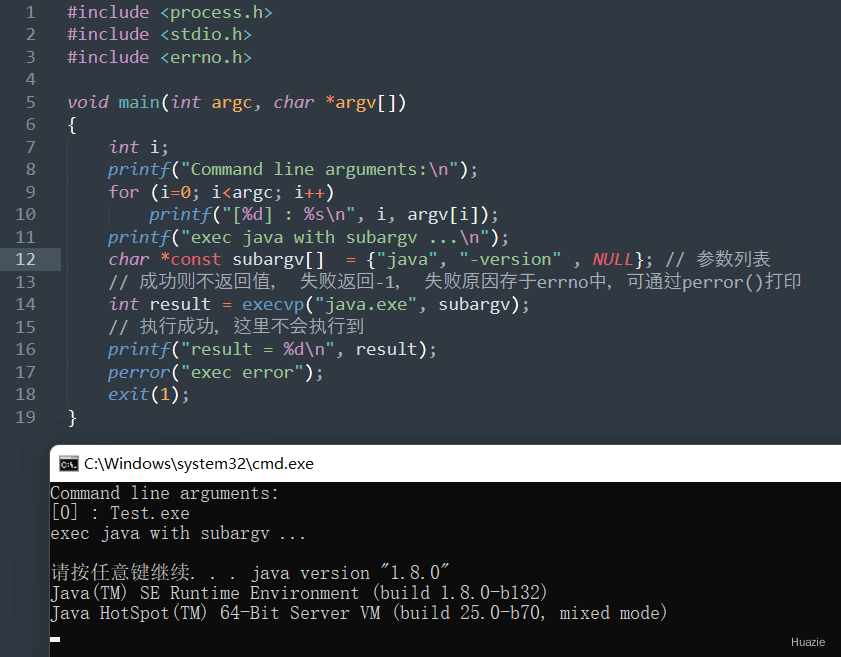 1 #include <process.h>
2 #include <stdio.h>
3 #include <errno.h>
4
5 void main(int argc, char *argv[])
6 {
7     int i;
8     printf("Command line arguments:\n");
9     for (i=0; i<argc; i++)
10         printf("[%d] : %s\n", i, argv[i]);
11     printf("exec java with subargv ...\n");
12     char *const subargv[]  = {"java", "-version" , NULL}; // 参数列表
13     // 成功则不返回值， 失败返回-1， 失败原因存于errno中，可通过perror()打印
14     int result = execvp("java.exe", subargv);
15     // 执行成功，这里不会执行到
16     printf("result = %d\n", result);
17     perror("exec error");
18     exit(1);
19 }
C:\Windows\system32\cmd.exe
Command line arguments:
[0] : Test.exe
exec java with subargv ...
请按任意键继续. . . java version "1.8.0"
Java(TM) SE Runtime Environment (build 1.8.0-b132)
Java HotSpot(TM) 64-Bit Server VM (build 25.0-b70, mixed mode)
Huazie